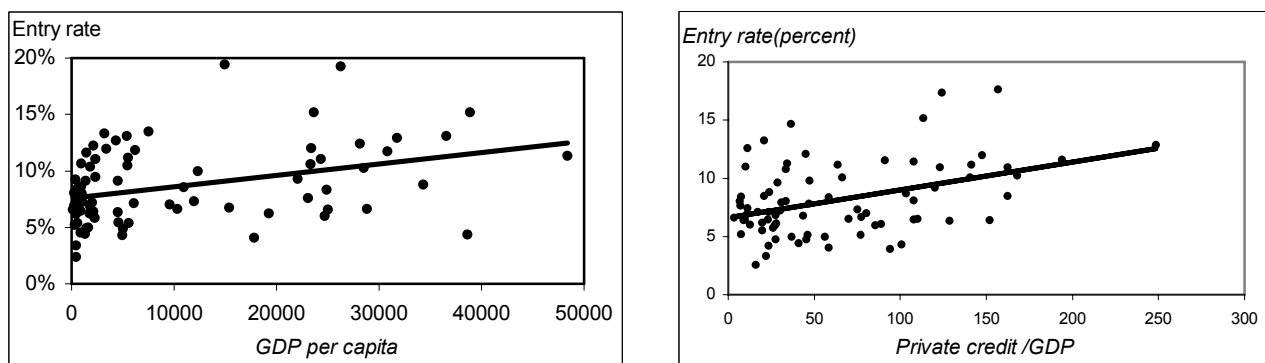 Entry rate
20%
15%
10%
5%
0%
0 10000 20000 30000 40000 50000
GDP per capita
Entry rate(percent)
20
15
10
5
0
0 50 100 150 200 250 300
Private credit /GDP